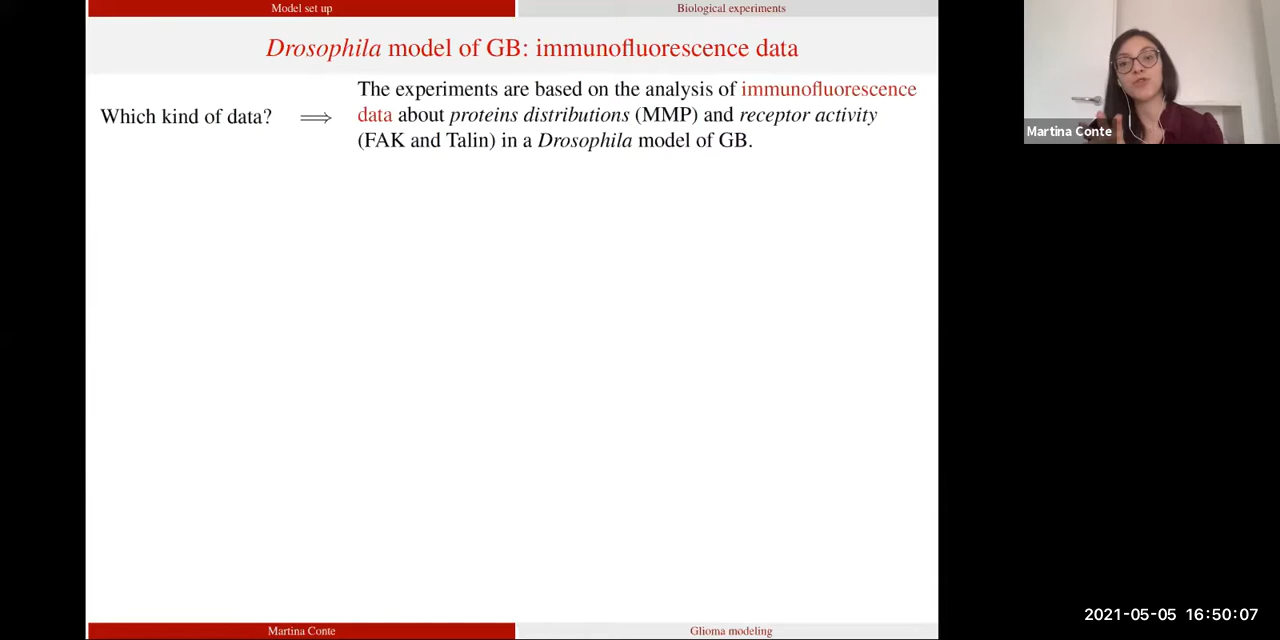 Model set up
Biological experiments
Drosophila model of GB: immunofluorescence data
Which kind of data? ⟹
The experiments are based on the analysis of immunofluorescence
data about proteins distributions (MMP) and receptor activity
(FAK and Talin) in a Drosophila model of GB.
Martina Conte
Glioma modeling
Martina Conte
2021-05-05 16:50:07